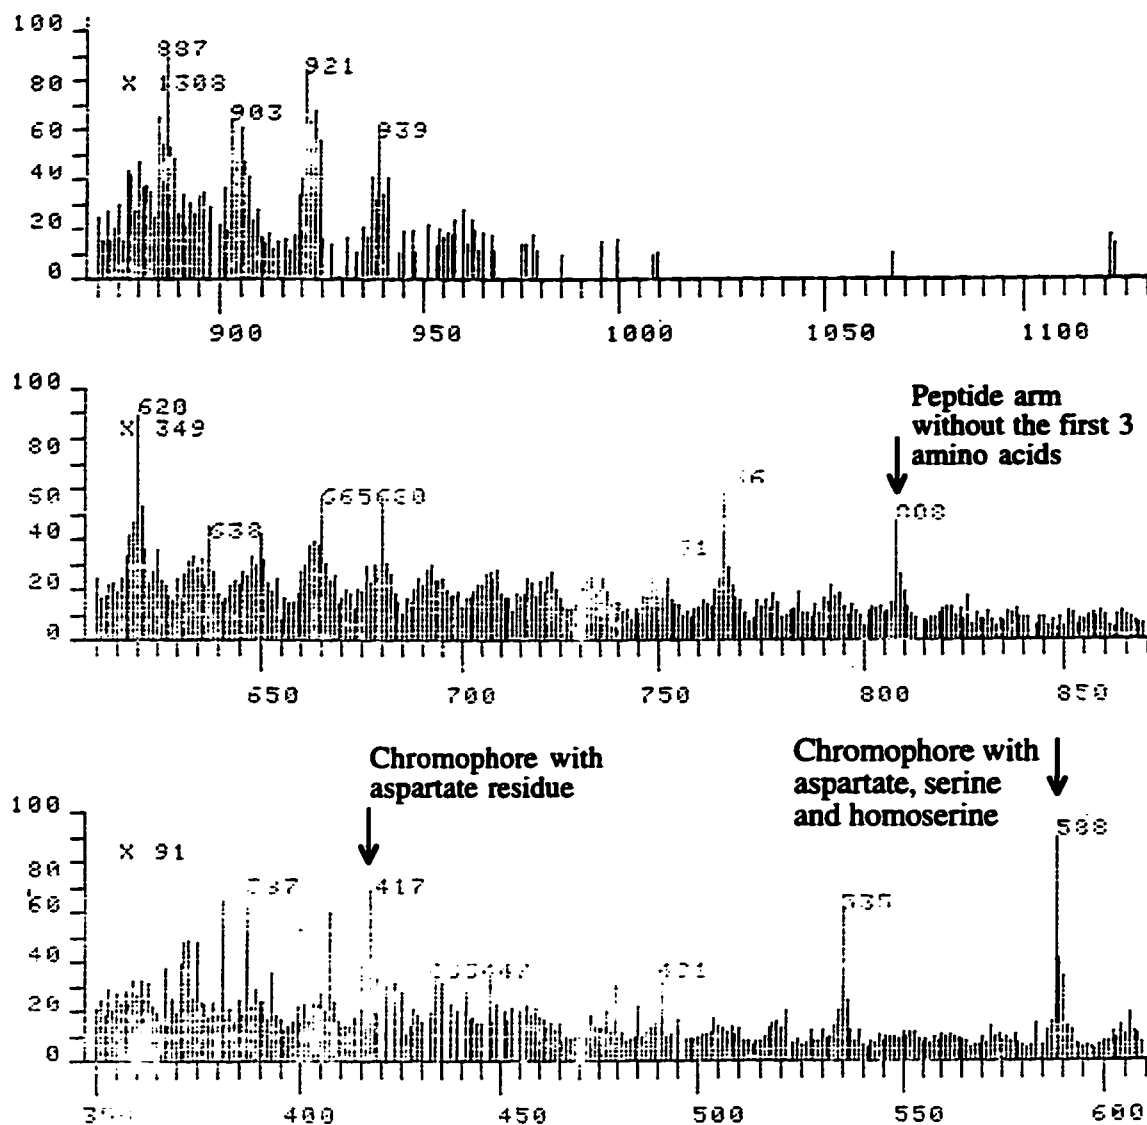 100
887
80
X 1308
921
903
60
939
40
20
0
900 950 1000 1050 1100
100
620
X 349
80
Peptide arm
without the first 3
amino acids
60
638
40
20
0
650 700 750 800 850
Chromophore with
aspartate residue
Chromophore with
aspartate, serine
and homoserine
100
588
X 91
80
417
60
40
20
0
400 450 500 550 600